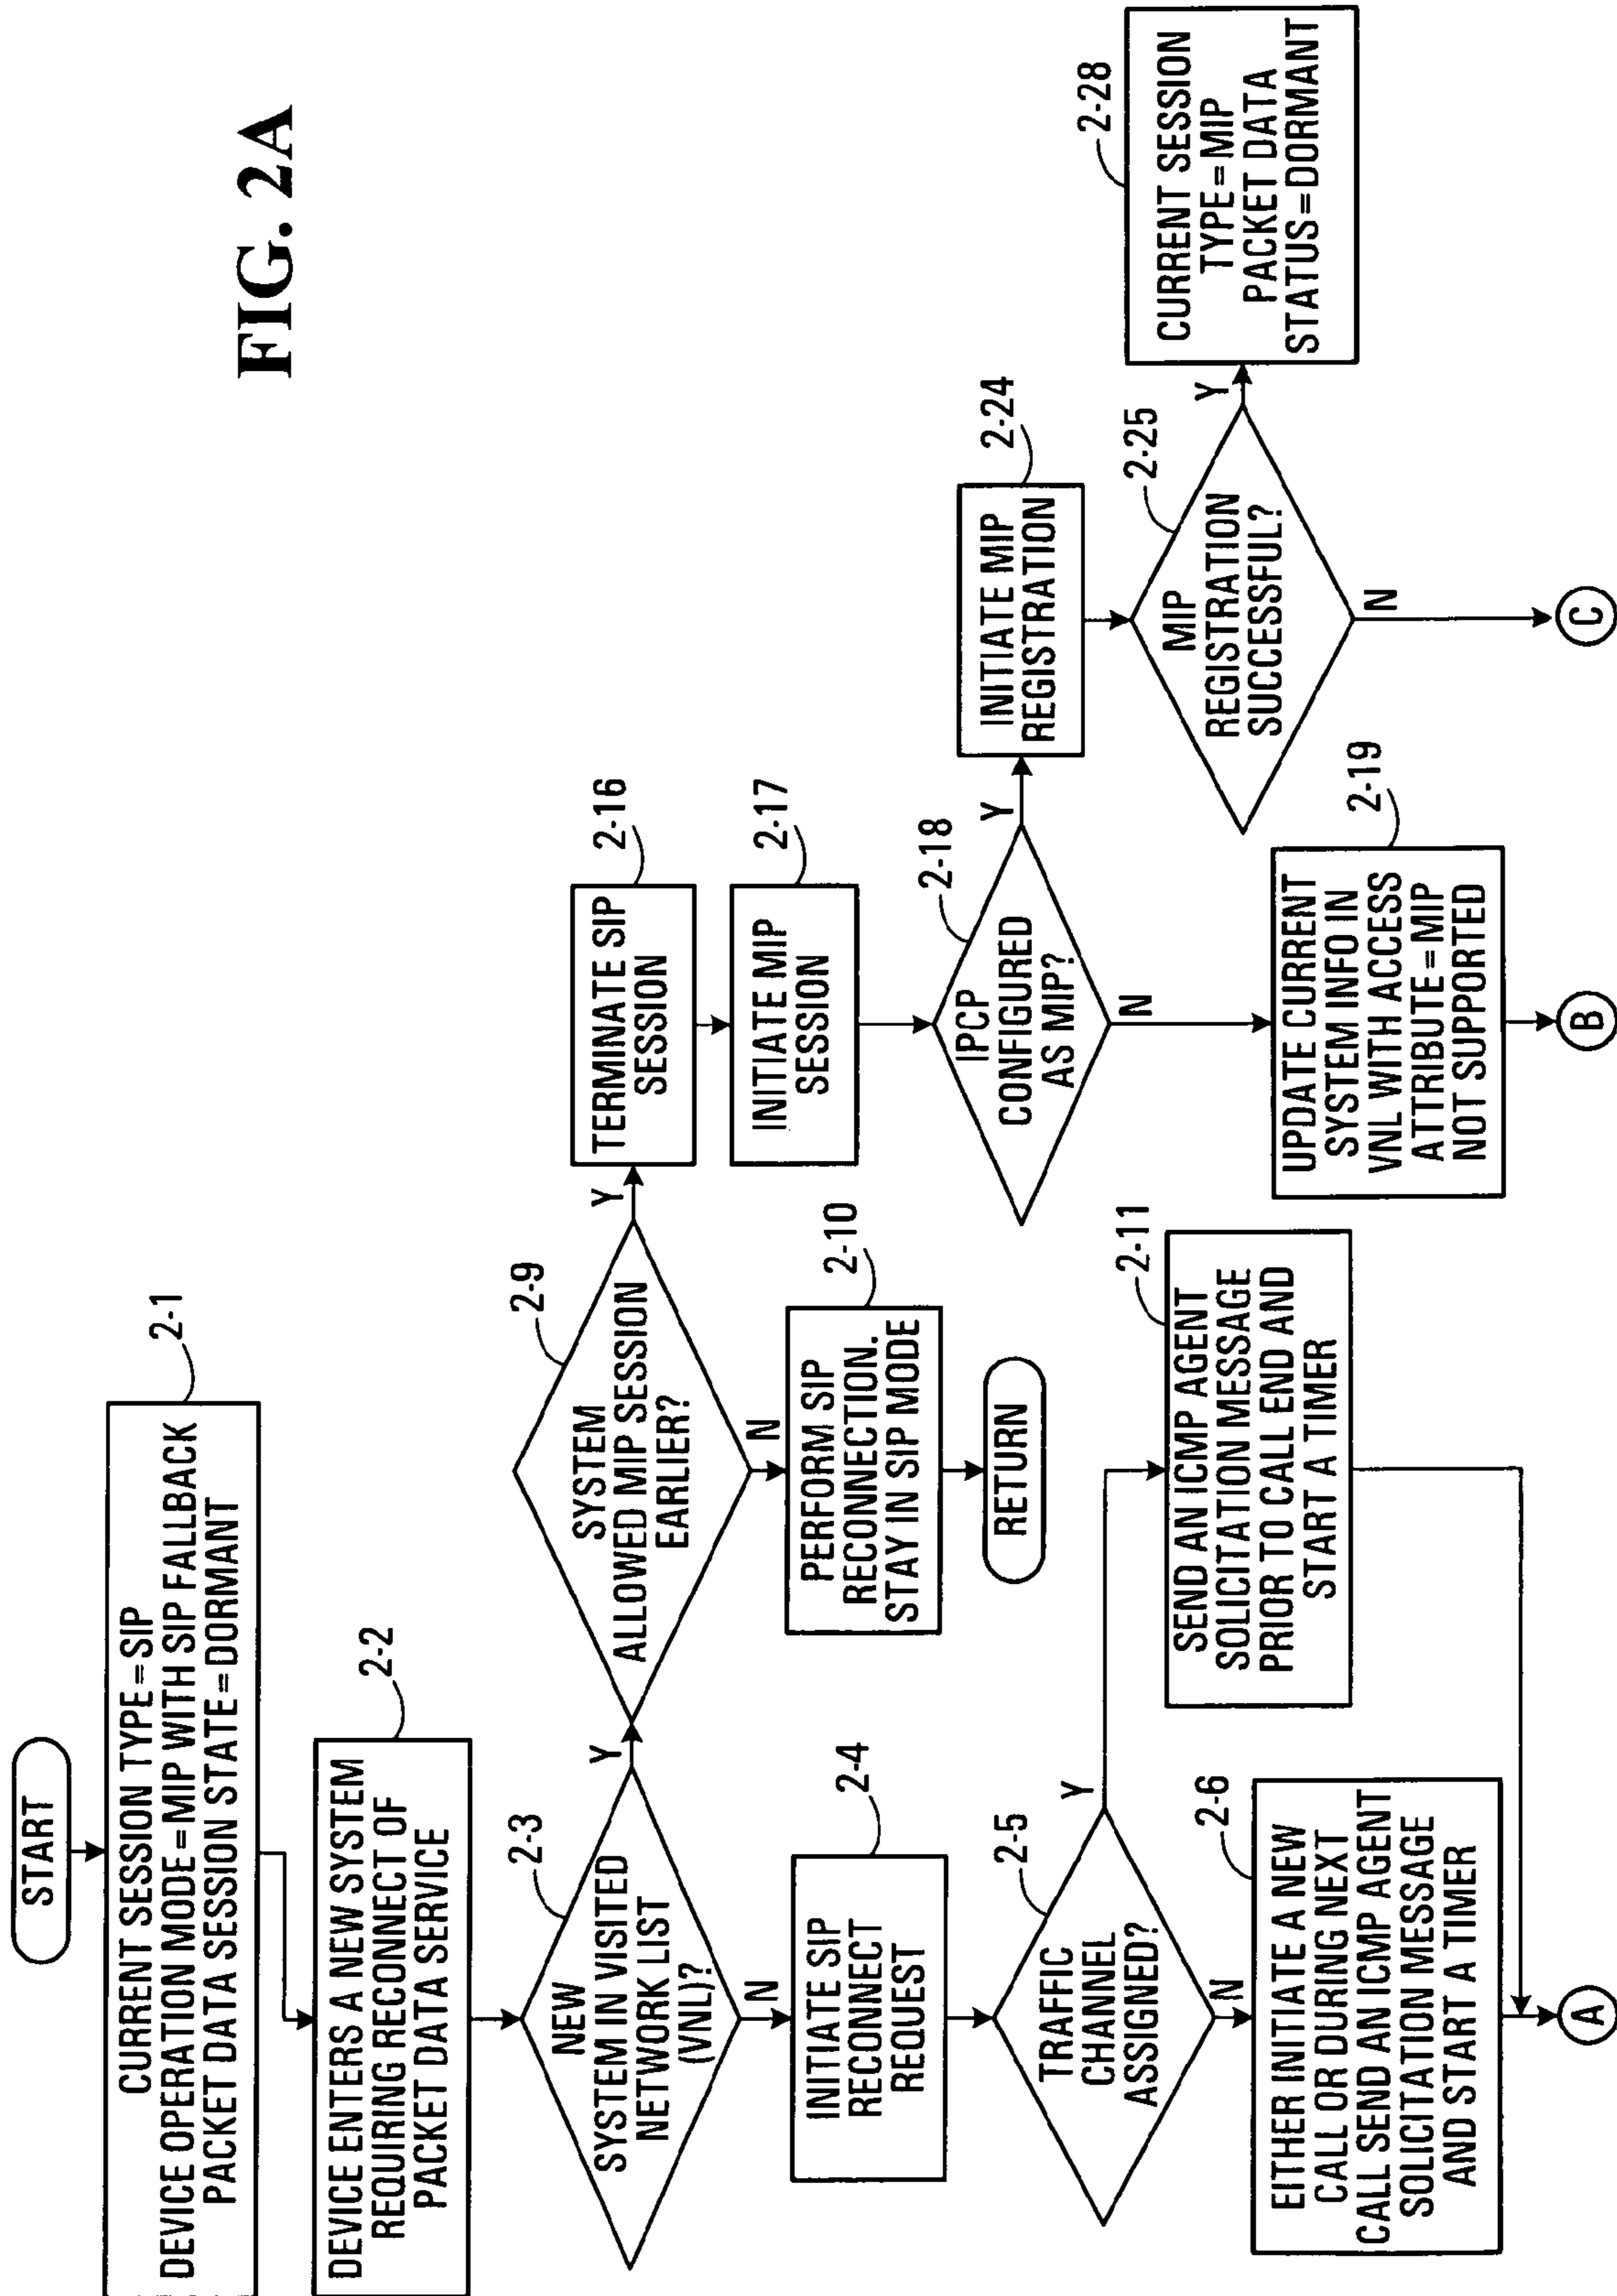 FIG. 2A
START
CURRENT SESSION TYPE=SIP
DEVICE OPERATION MODE=MIP WITH SIP FALLBACK
PACKET DATA SESSION STATE=DORMANT
2-1
DEVICE ENTERS A NEW SYSTEM
REQUIRING RECONNECT OF
PACKET DATA SERVICE
2-2
NEW
SYSTEM IN VISITED
NETWORK LIST
(VNL)?
2-3
Y
N
INITIATE SIP
RECONNECT
REQUEST
2-4
TRAFFIC
CHANNEL
ASSIGNED?
2-5
Y
N
EITHER INITIATE A NEW
CALL OR DURING NEXT
CALL SEND AN ICMP AGENT
SOLICITATION MESSAGE
AND START A TIMER
2-6
A
SYSTEM
ALLOWED MIP SESSION
EARLIER?
2-9
Y
N
PERFORM SIP
RECONNECTION.
STAY IN SIP MODE
2-10
RETURN
SEND AN ICMP AGENT
SOLICITATION MESSAGE
PRIOR TO CALL END AND
START A TIMER
2-11
TERMINATE SIP
SESSION
2-16
INITIATE MIP
SESSION
2-17
IPCP
CONFIGURED
AS MIP?
2-18
Y
N
UPDATE CURRENT
SYSTEM INFO IN
VNL WITH ACCESS
ATTRIBUTE=MIP
NOT SUPPORTED
2-19
B
INITIATE MIP
REGISTRATION
2-24
MIP
REGISTRATION
SUCCESSFUL?
2-25
Y
N
C
CURRENT SESSION
TYPE=MIP
PACKET DATA
STATUS=DORMANT
2-28